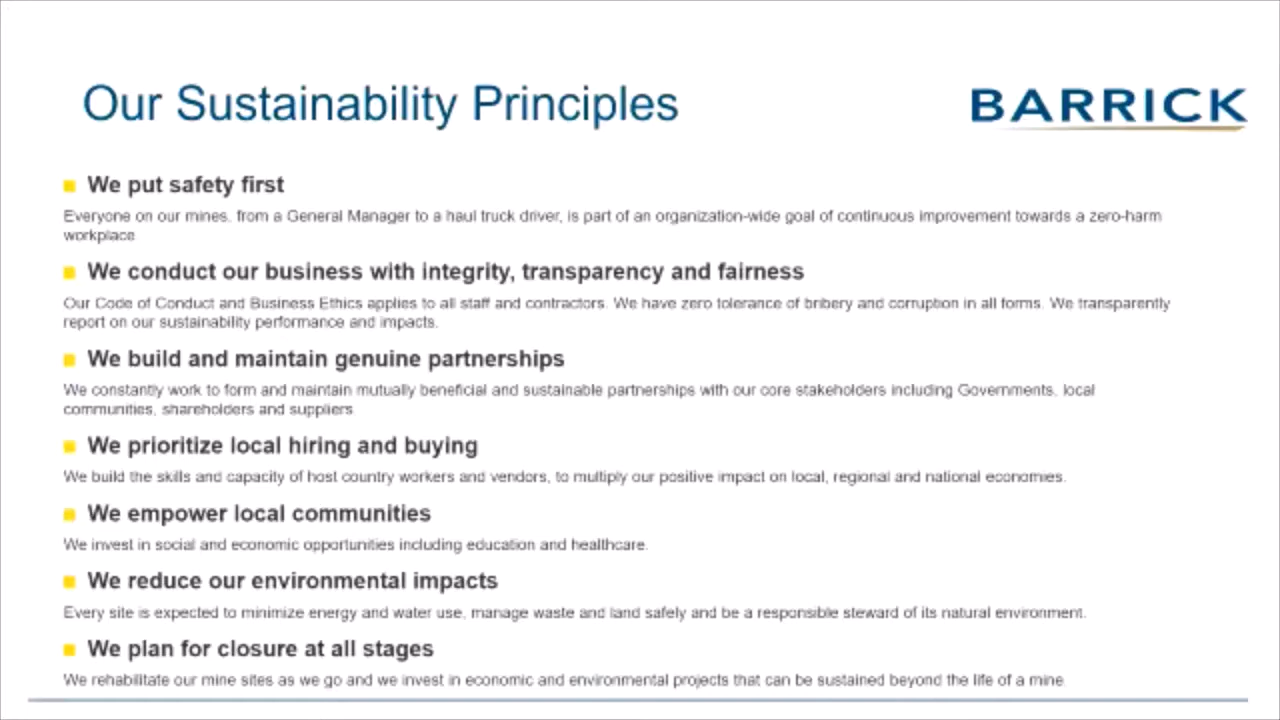 Our Sustainability Principles
BARRICK
We put safety first
Everyone on our mines, from a General Manager to a haul truck driver, is part of an organization-wide goal of continuous improvement towards a zero-harm
workplace
We conduct our business with integrity, transparency and fairness
Our Code of Conduct and Business Ethics applies to all staff and contractors. We have zero tolerance of bribery and corruption in all forms. We transparently
report on our sustainability performance and impacts.
We build and maintain genuine partnerships
We constantly work to form and maintain mutually beneficial and sustainable partnerships with our core stakeholders including Governments, local
communities, shareholders and suppliers
We prioritize local hiring and buying
We build the skills and capacity of host country workers and vendors, to multiply our positive impact on local, regional and national economies.
We empower local communities
We invest in social and economic opportunities including education and healthcare.
We reduce our environmental impacts
Every site is expected to minimize energy and water use, manage waste and land safely and be a responsible steward of its natural environment.
We plan for closure at all stages
We rehabilitate our mine sites as we go and we invest in economic and environmental projects that can be sustained beyond the life of a mine.